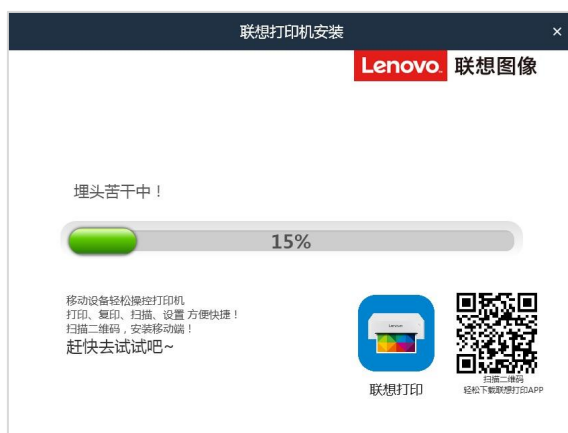 联想打印机安装
×
Lenovo. 联想图像
埋头苦干中！
15%
移动设备轻松操控打印机
打印、复印、扫描、设置 方便快捷！
扫描二维码，安装移动端！
赶快去试试吧~
Lenovo
联想打印
扫描二维码
轻松下载联想打印APP